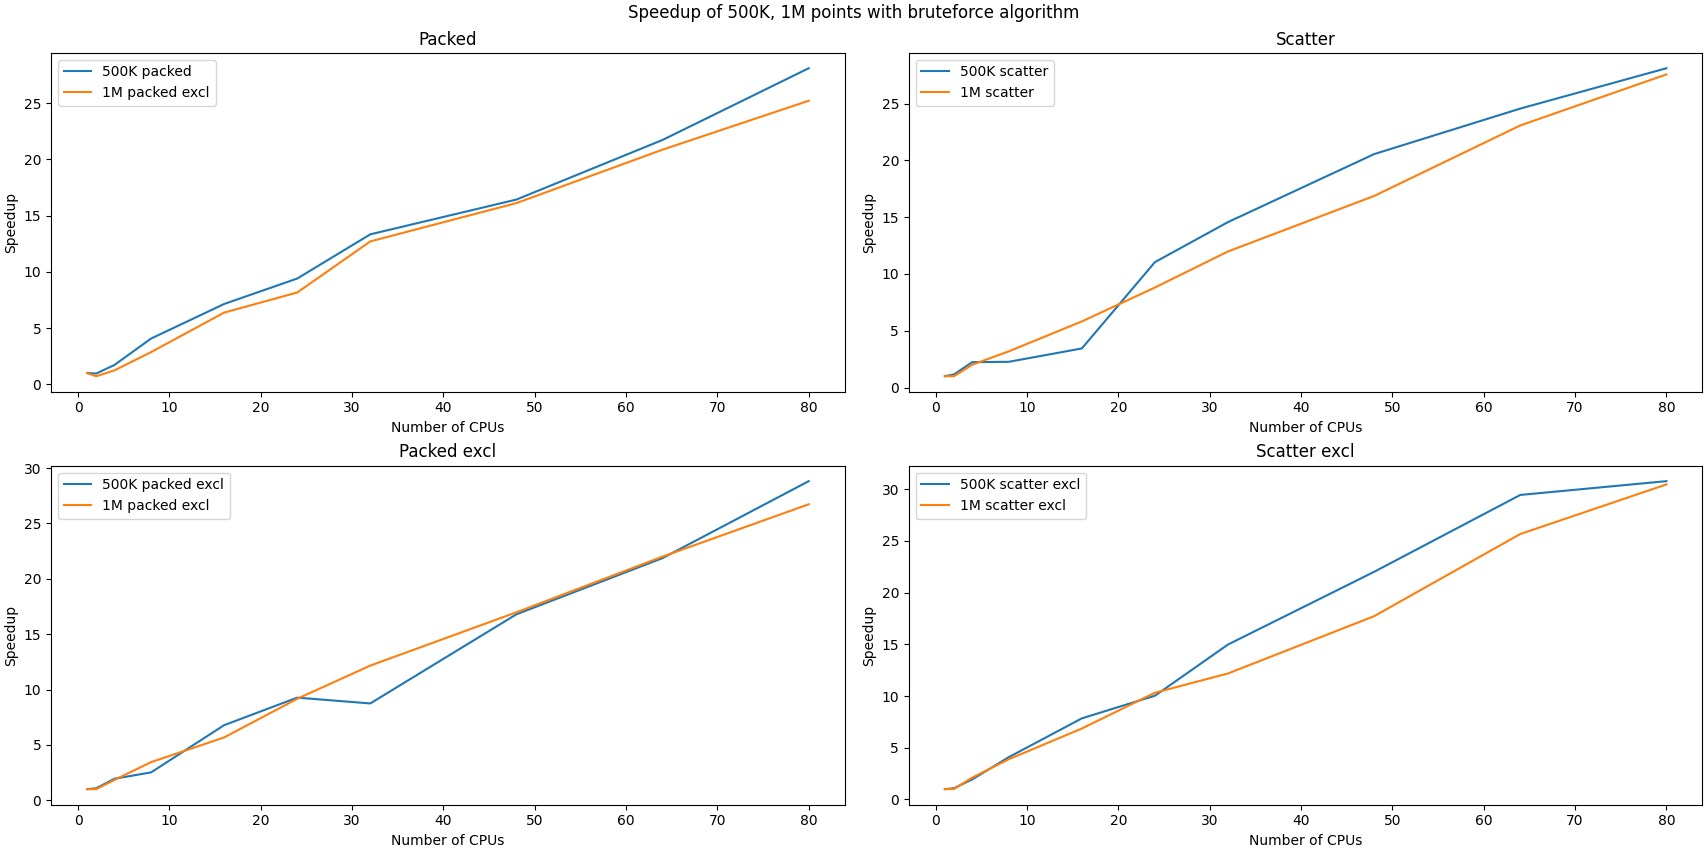 Speedup of 500K, 1M points with bruteforce algorithm
Packed
500K packed
1M packed excl
Speedup
25
20
15
10
5
0
0 10 20 30 40 50 60 70 80
Number of CPUs
Scatter
500K scatter
1M scatter
Speedup
25
20
15
10
5
0
0 10 20 30 40 50 60 70 80
Number of CPUs
Packed excl
500K packed excl
1M packed excl
Speedup
30
25
20
15
10
5
0
0 10 20 30 40 50 60 70 80
Number of CPUs
Scatter excl
500K scatter excl
1M scatter excl
Speedup
30
25
20
15
10
5
0
0 10 20 30 40 50 60 70 80
Number of CPUs